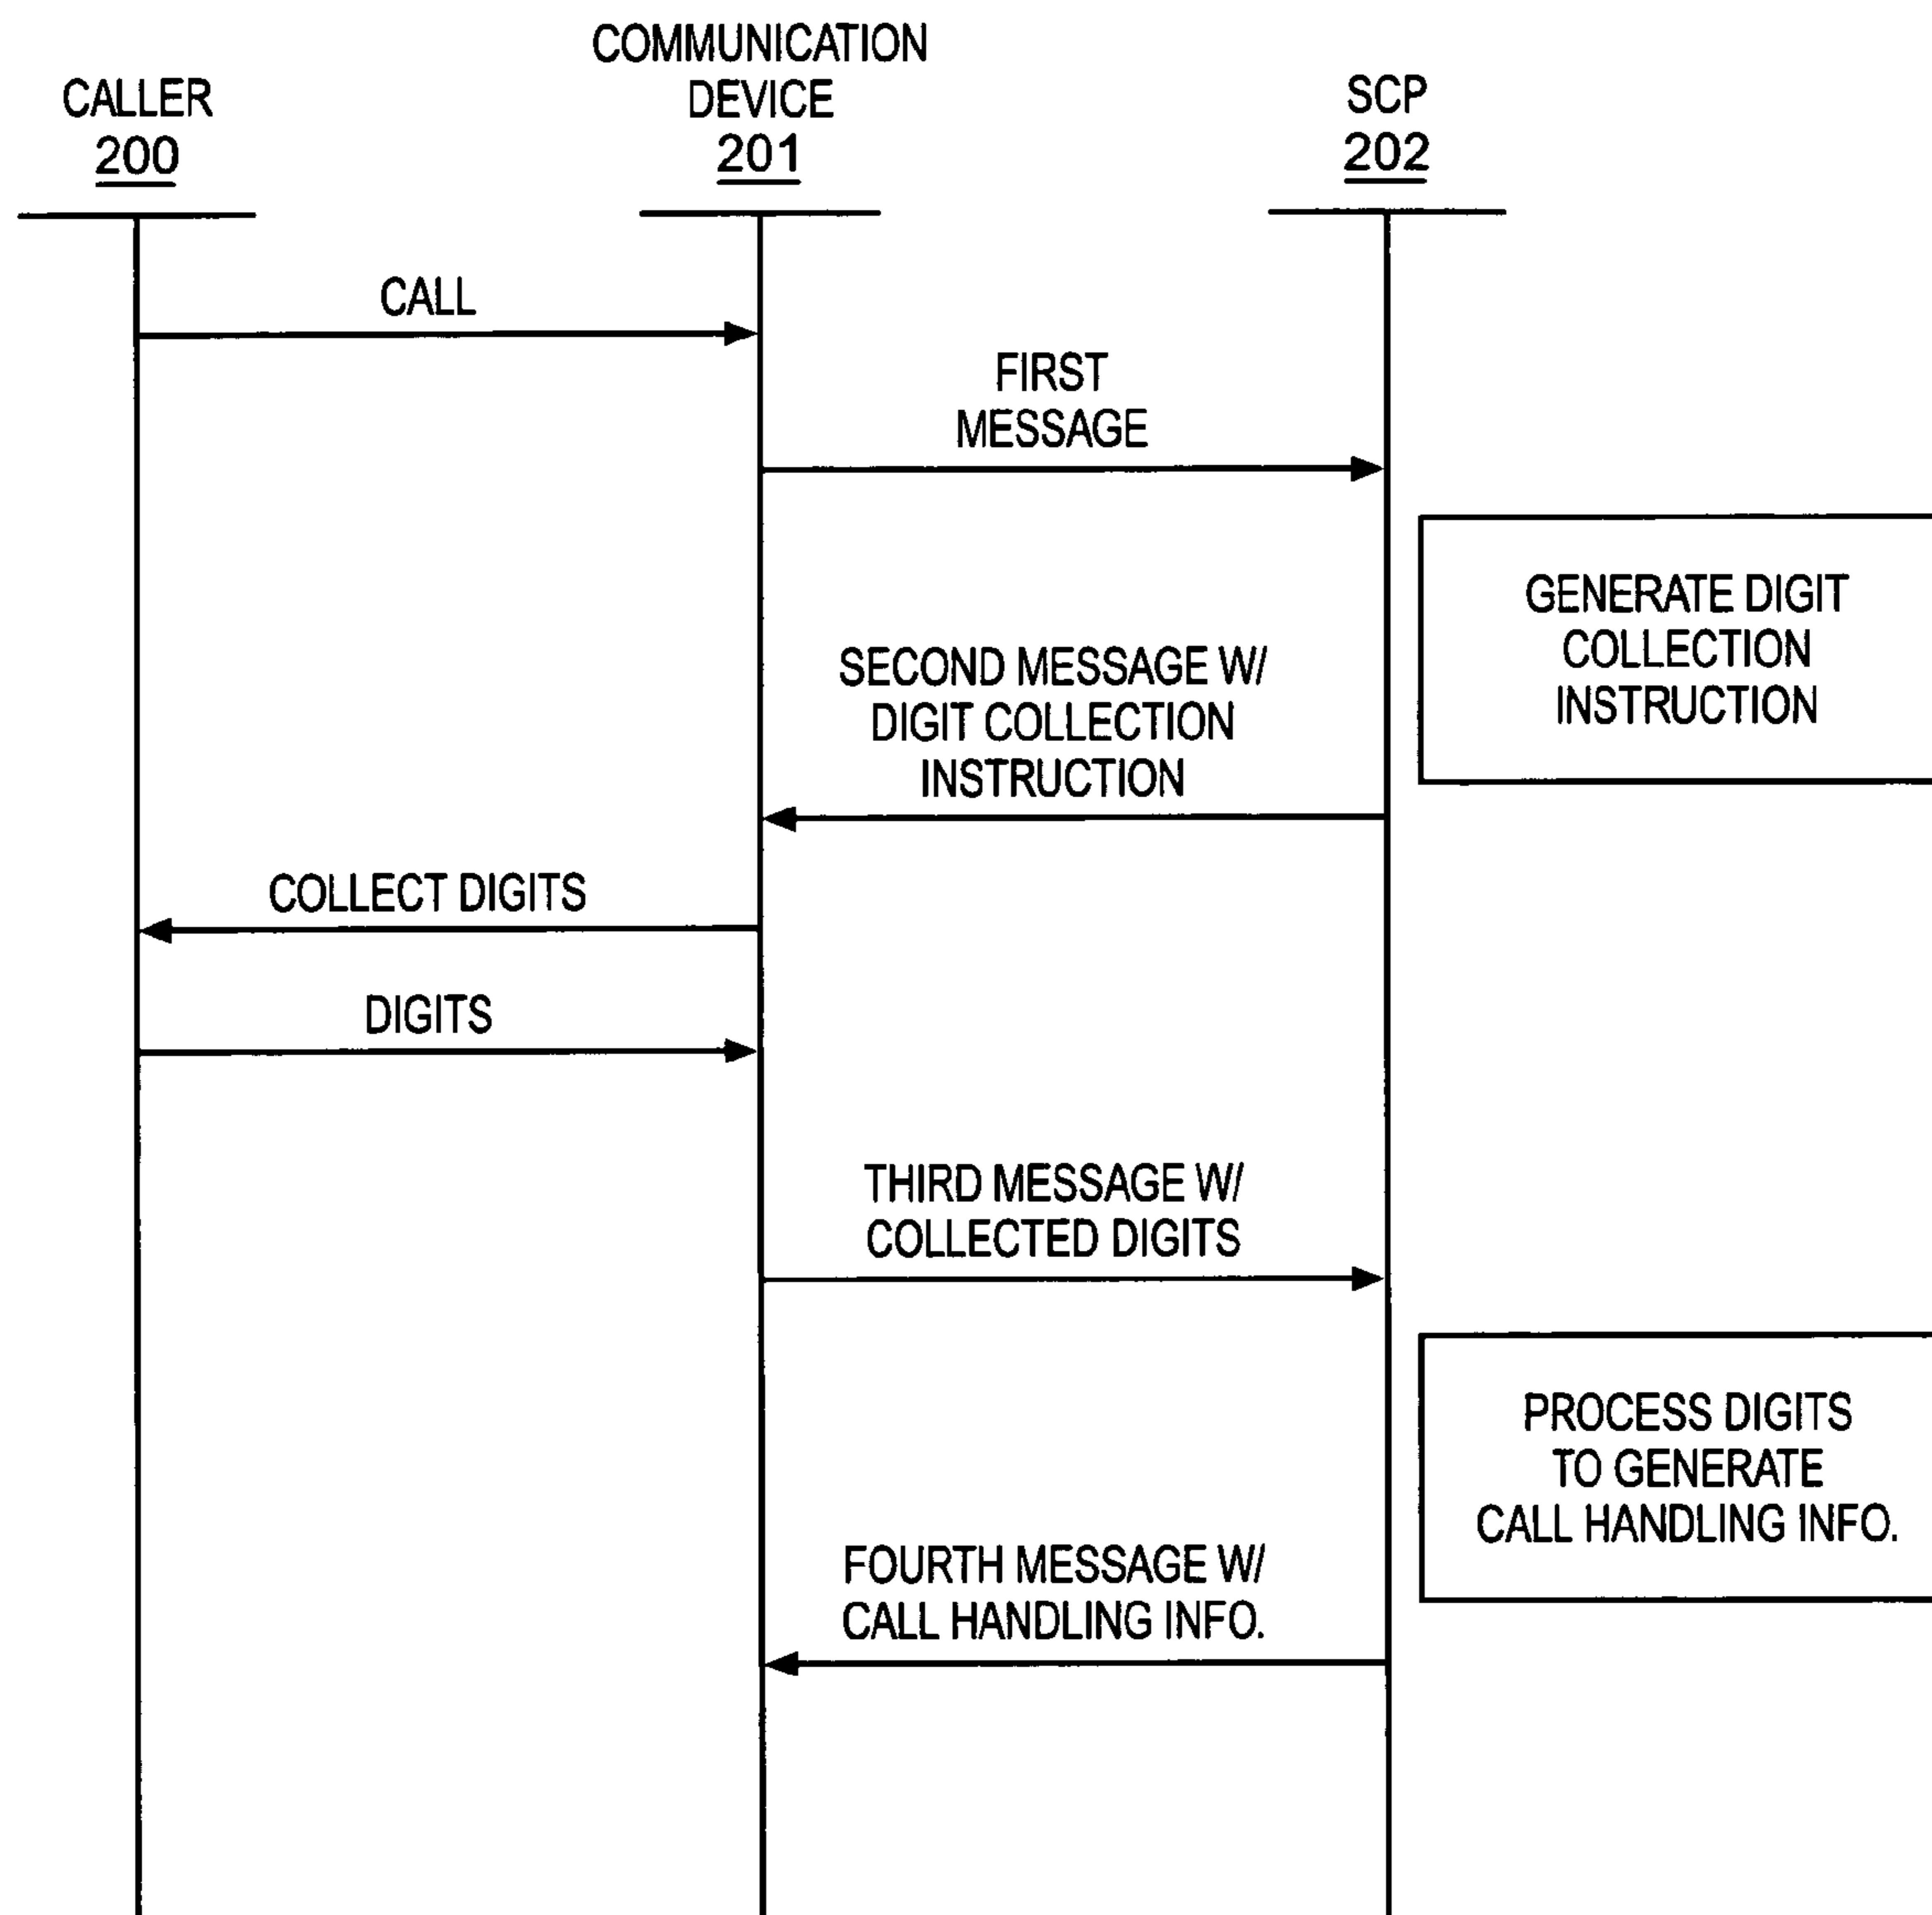 CALLER
200
COMMUNICATION
DEVICE
201
SCP
202
CALL
FIRST
MESSAGE
GENERATE DIGIT
COLLECTION
INSTRUCTION
SECOND MESSAGE W/
DIGIT COLLECTION
INSTRUCTION
COLLECT DIGITS
DIGITS
THIRD MESSAGE W/
COLLECTED DIGITS
PROCESS DIGITS
TO GENERATE
CALL HANDLING INFO.
FOURTH MESSAGE W/
CALL HANDLING INFO.